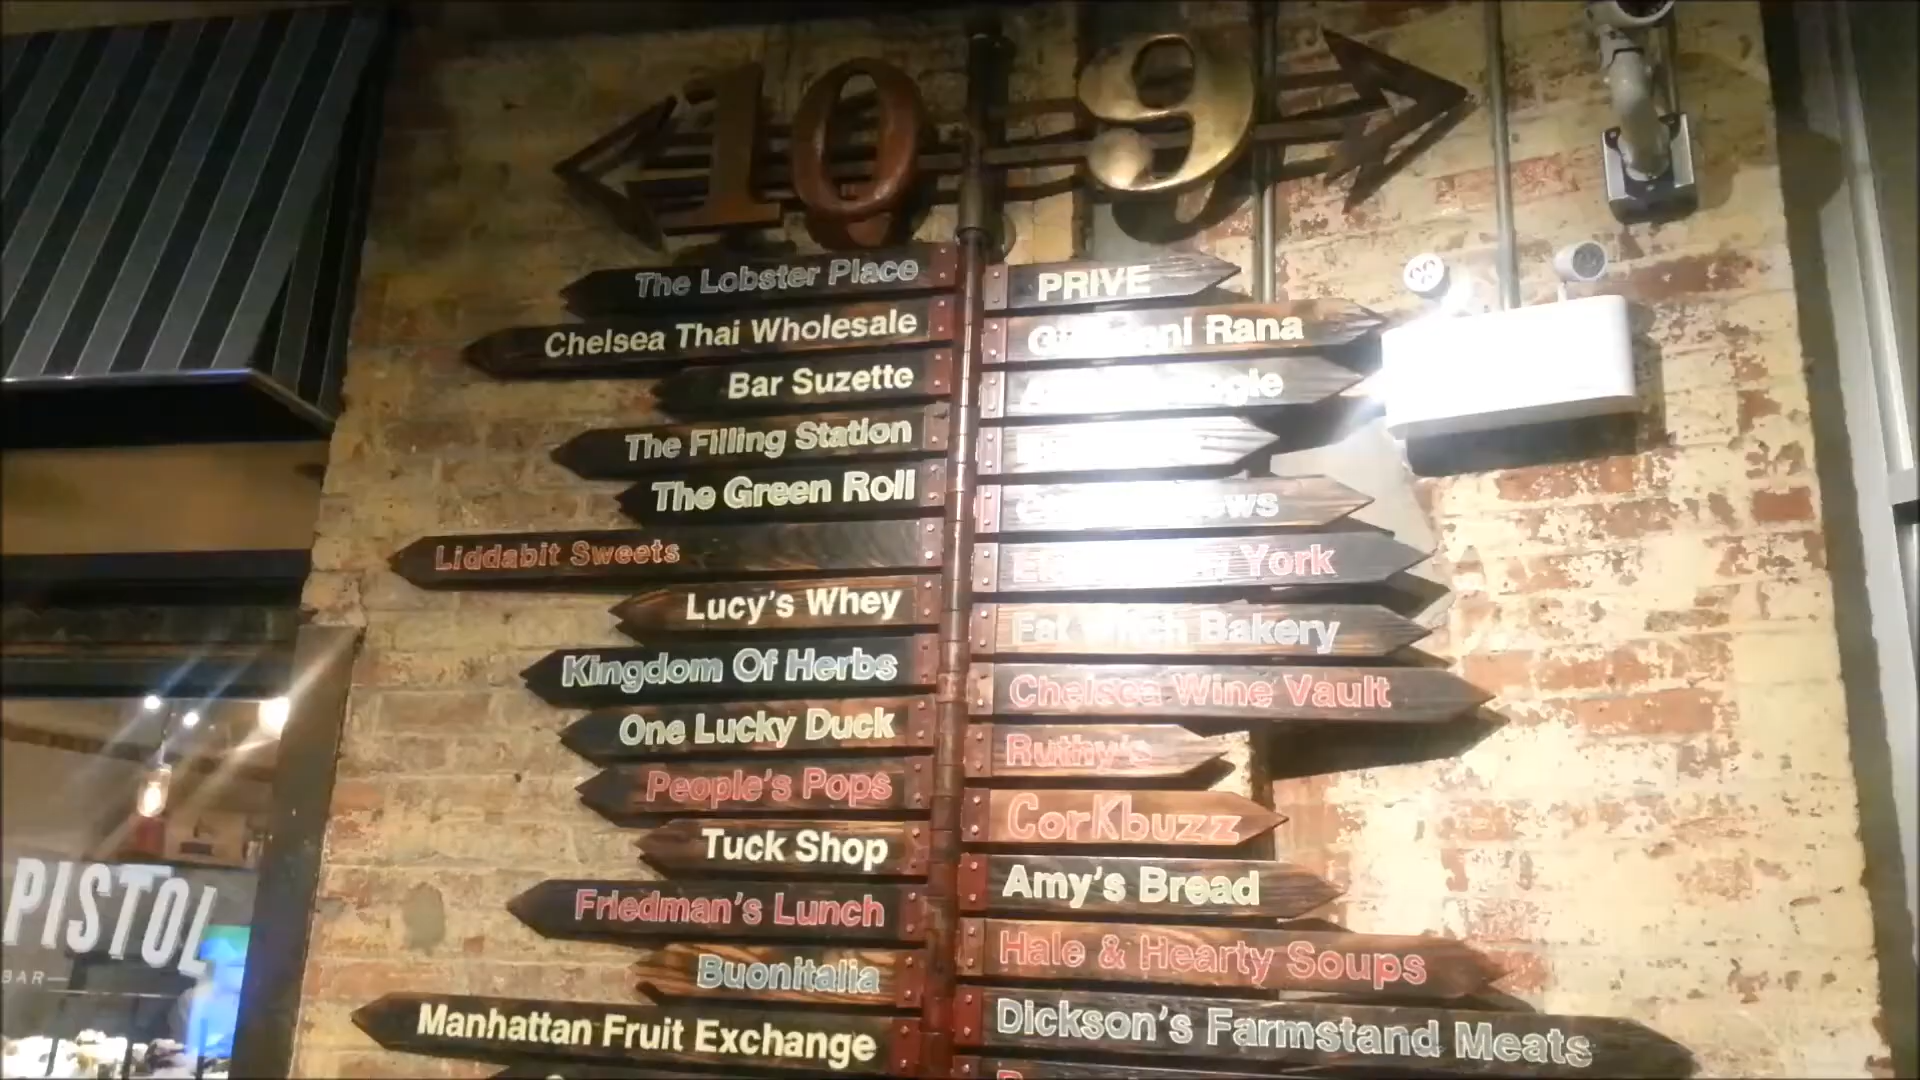 10 9
The Lobster Place
Chelsea Thai Wholesale
Bar Suzette
The Filling Station
The Green Roll
Liddabit Sweets
Lucy's Whey
Kingdom Of Herbs
One Lucky Duck
People's Pops
Tuck Shop
Friedman's Lunch
Buonitalia
Manhattan Fruit Exchange
PRIVE
Rana
York
Bakery
Chelsea Wine Vault
Ruthy's
CorKbuzz
Amy's Bread
Hale & Hearty Soups
Dickson's Farmstand Meats
PISTOL
BAR